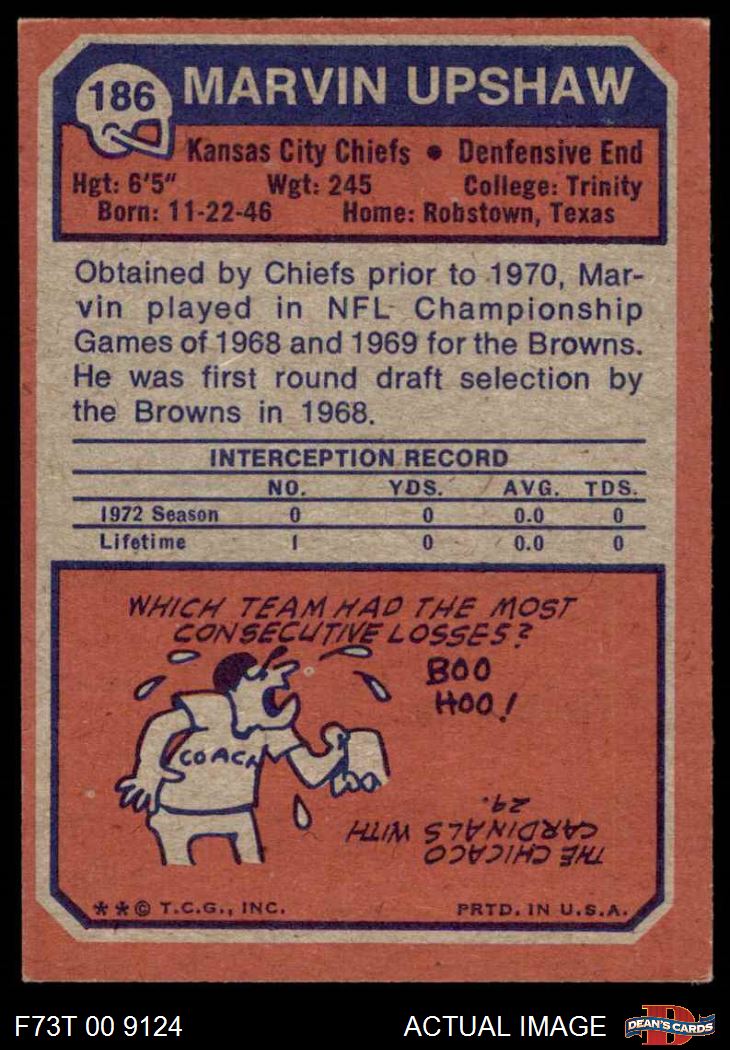 186 MARVIN UPSHAW
Kansas City Chiefs • Denfensive End
Hgt: 6'5" Wgt: 245 College: Trinity
Born: 11-22-46 Home: Robstown, Texas
Obtained by Chiefs prior to 1970, Mar-
vin played in NFL Championship
Games of 1968 and 1969 for the Browns.
He was first round draft selection by
the Browns in 1968.
INTERCEPTION RECORD
NO. YDS. AVG. TDS.
1972 Season 0 0 0.0 0
Lifetime 1 0 0.0 0
WHICH TEAM HAD THE MOST
CONSECUTIVE LOSSES?
BOO
HOO!
COACH
THE CHICAGO
CARDINALS WITH
29.
**© T.C.G., INC. PRTD. IN U.S.A.
F73T 00 9124 ACTUAL IMAGE
D
DEAN'S CARDS